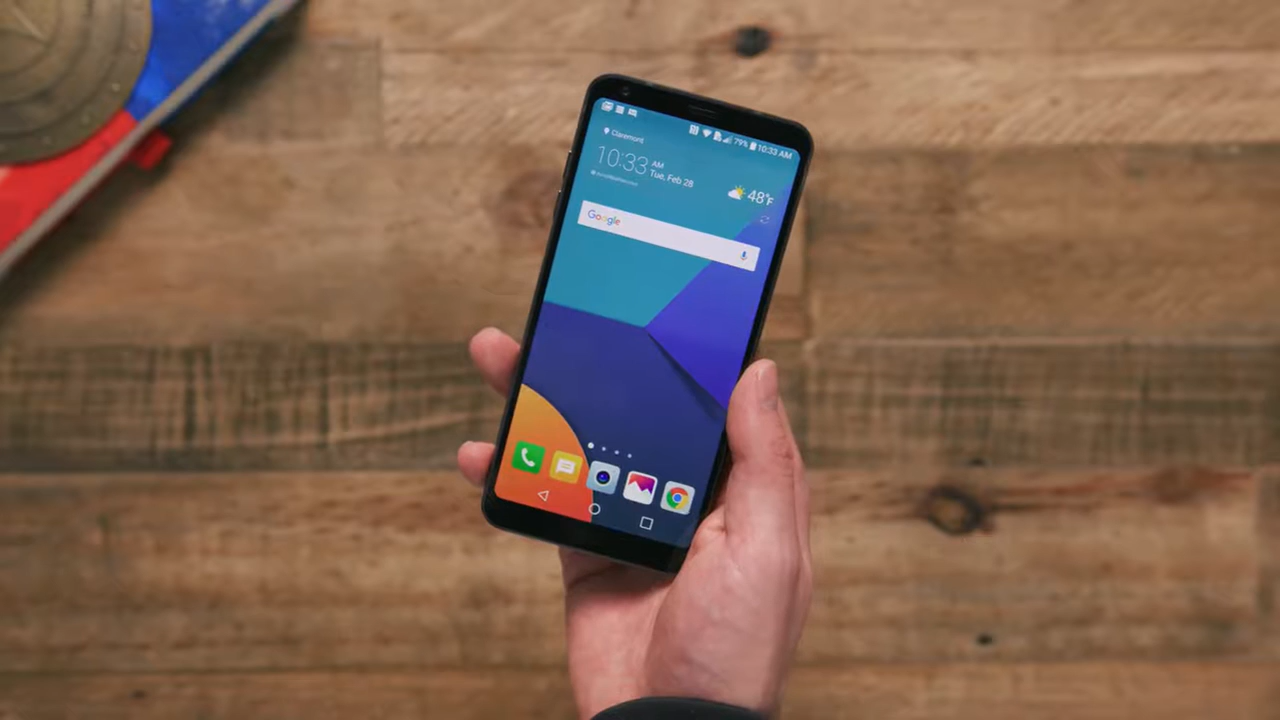 79% 10:33 AM
Claremont
10:33 AM
Tue, Feb 28
48°F
Google